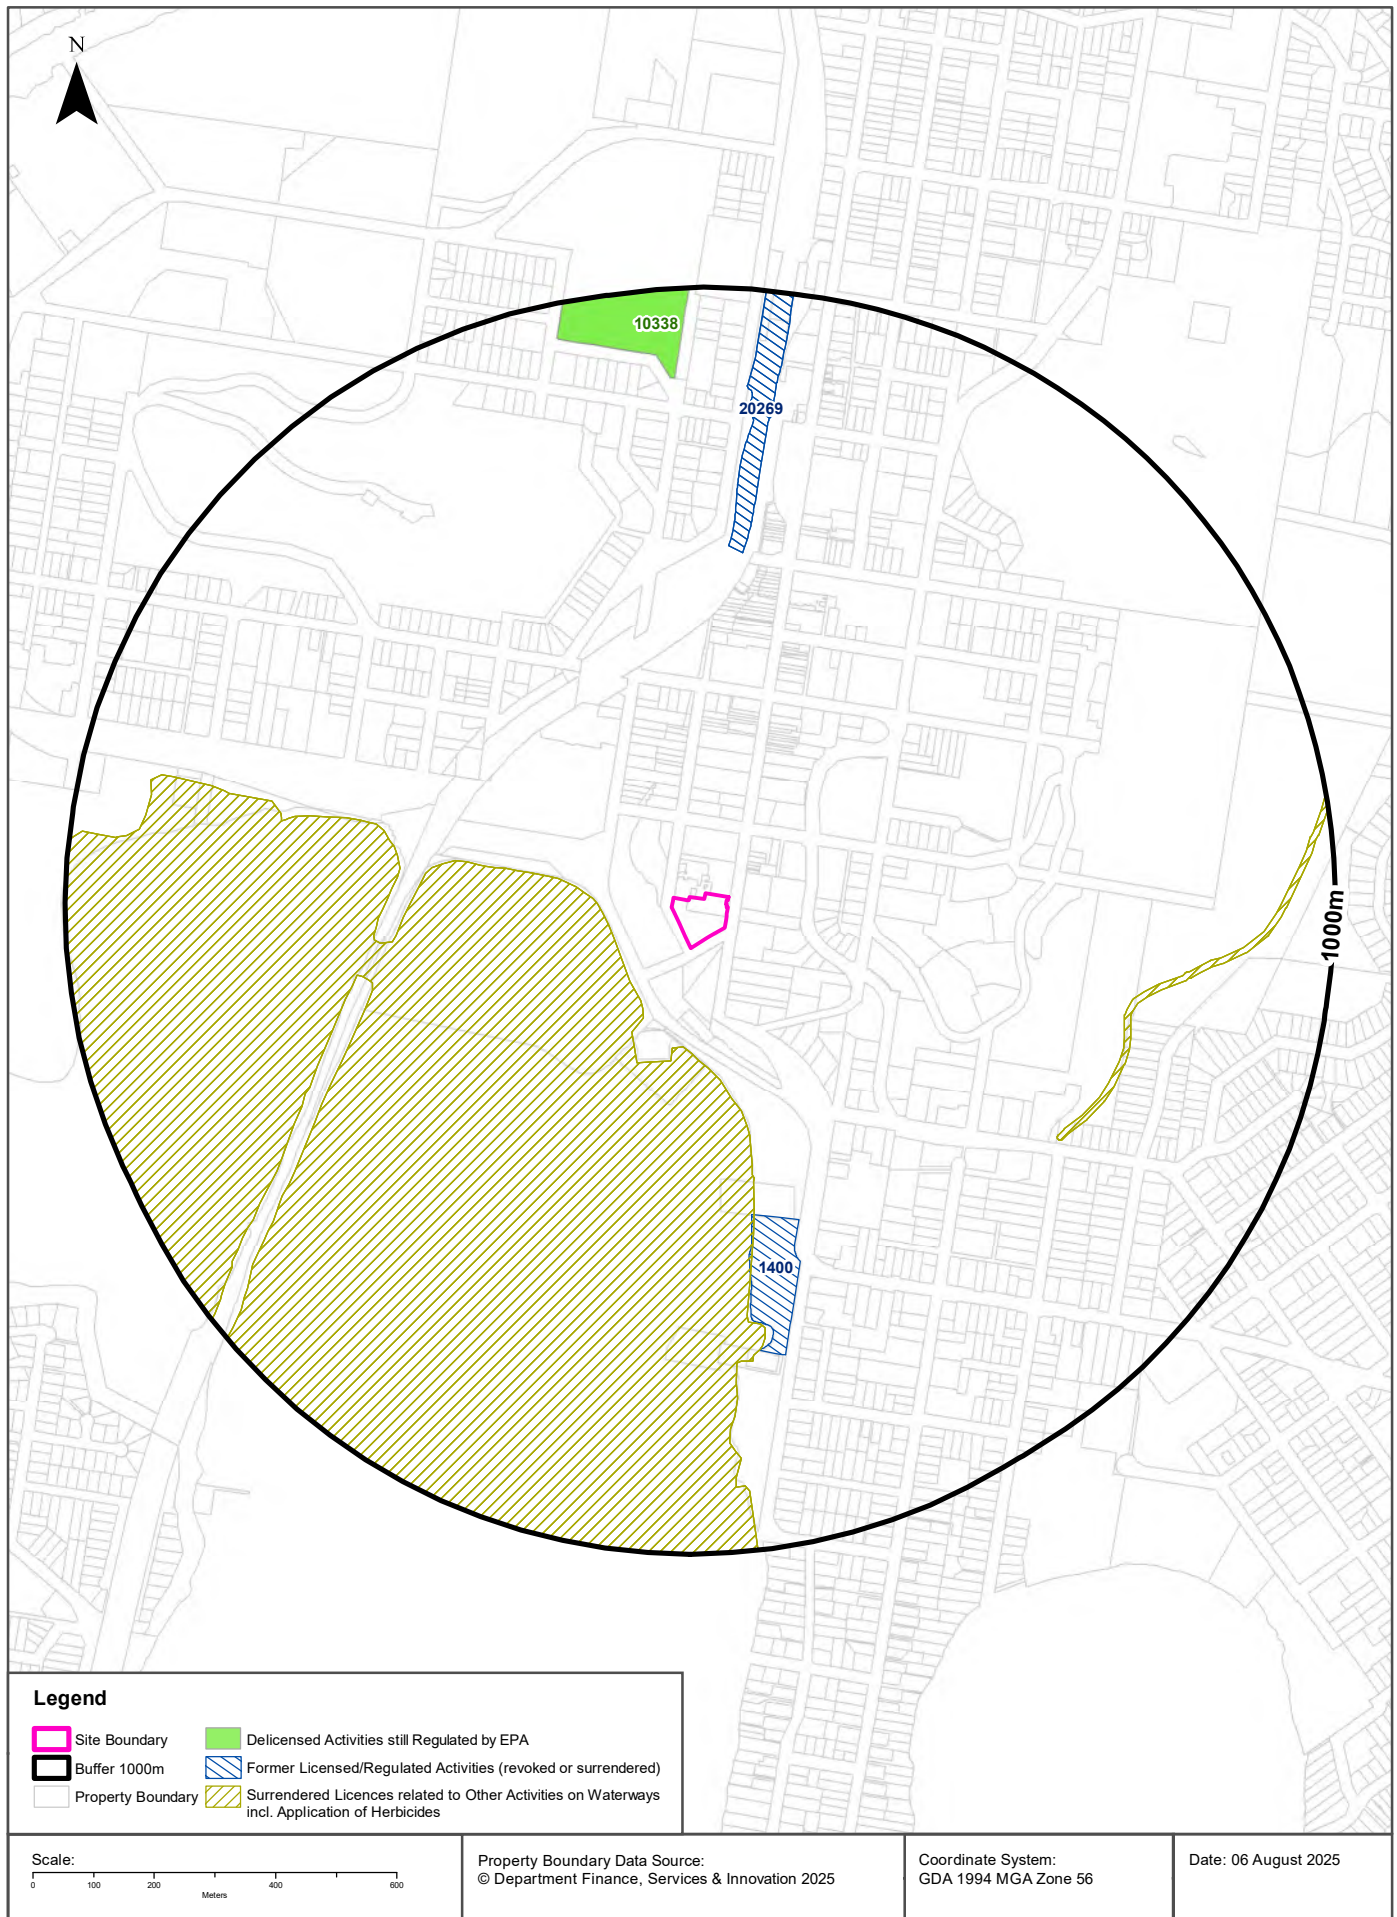 N
10338
20269
1000m
1400
Legend
Site Boundary
Buffer 1000m
Property Boundary
Delicensed Activities still Regulated by EPA
Former Licensed/Regulated Activities (revoked or surrendered)
Surrendered Licences related to Other Activities on Waterways
incl. Application of Herbicides
Scale:
0 100 200 400 600
Meters
Property Boundary Data Source:
© Department Finance, Services & Innovation 2025
Coordinate System:
GDA 1994 MGA Zone 56
Date: 06 August 2025